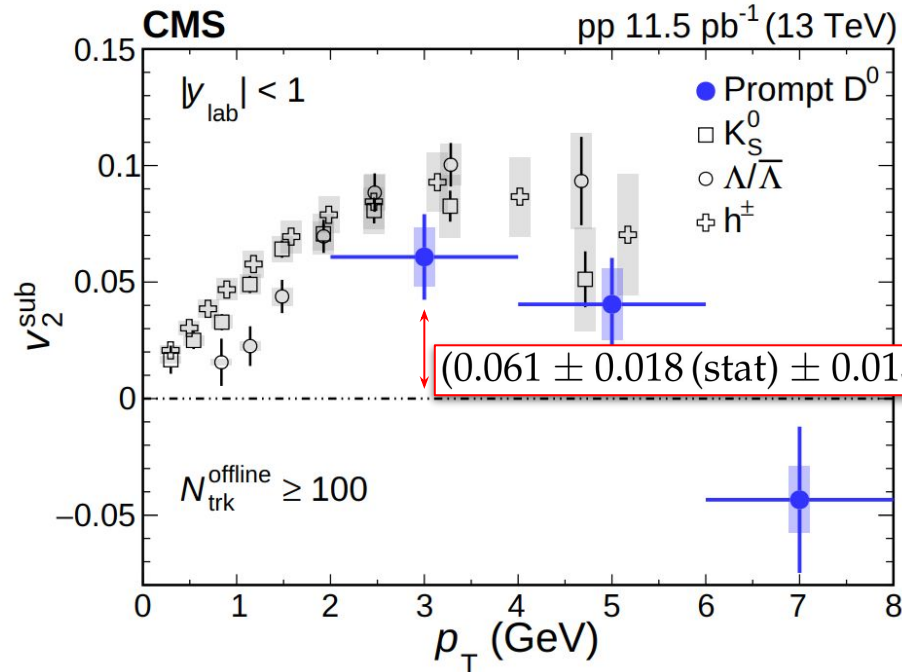 CMS pp 11.5 pb⁻¹ (13 TeV)
0.15
|y_lab| < 1
Prompt D⁰
K⁰_S
Λ/Λ̅
h^±
0.1
0.05
v₂^sub
(0.061 ± 0.018 (stat) ± 0.01
0
N_trk^offline ≥ 100
−0.05
0 1 2 3 4 5 6 7 8
p_T (GeV)